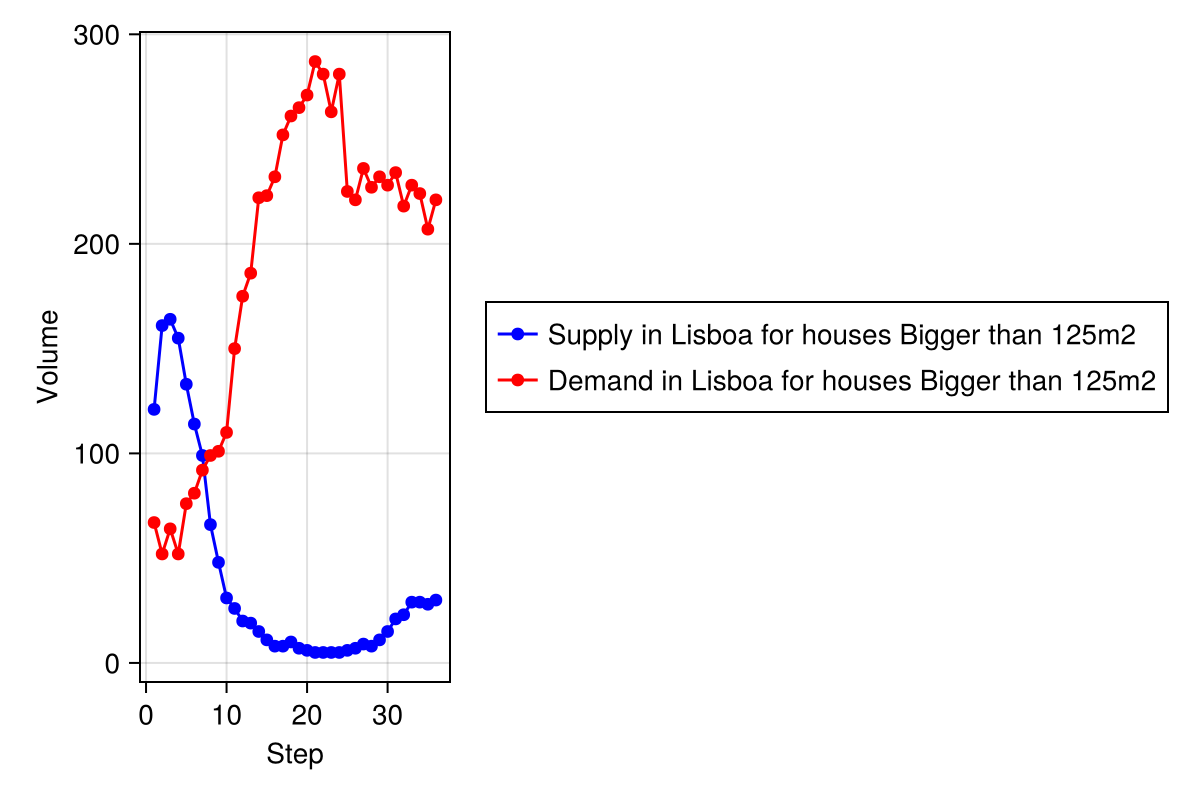 300
200
100
0
Volume
0 10 20 30
Step
Supply in Lisboa for houses Bigger than 125m2
Demand in Lisboa for houses Bigger than 125m2